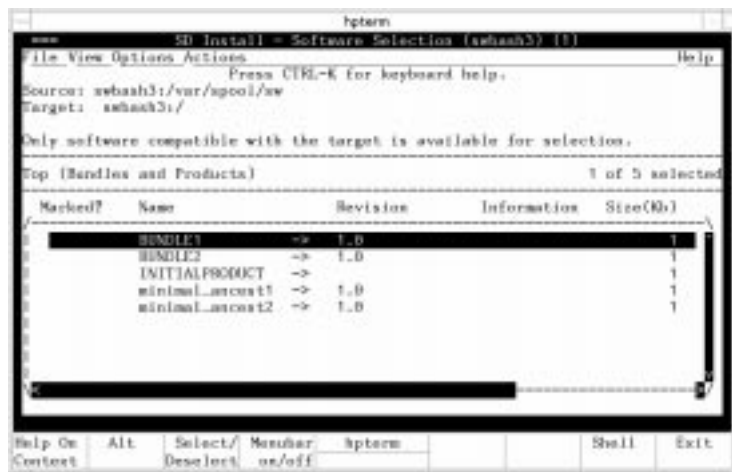 hpterm
SD Install - Software Selection (swbash3) (1)
File View Options Actions Help
Press CTRL-K for keyboard help.
Source: swbash3:/var/spool/sw
Target: swbash3:/
Only software compatible with the target is available for selection.
Top (Bundles and Products) 1 of 5 selected
Marked? Name Revision Information Size(Kb)
BUNDLE1 -> 1.0 1
BUNDLE2 -> 1.0 1
INITIALPRODUCT -> 1
minimal_ancest1 -> 1.0 1
minimal_ancest2 -> 1.0 1
Help On Alt Select/ Menubar hpterm Shell Exit
Context Deselect on/off